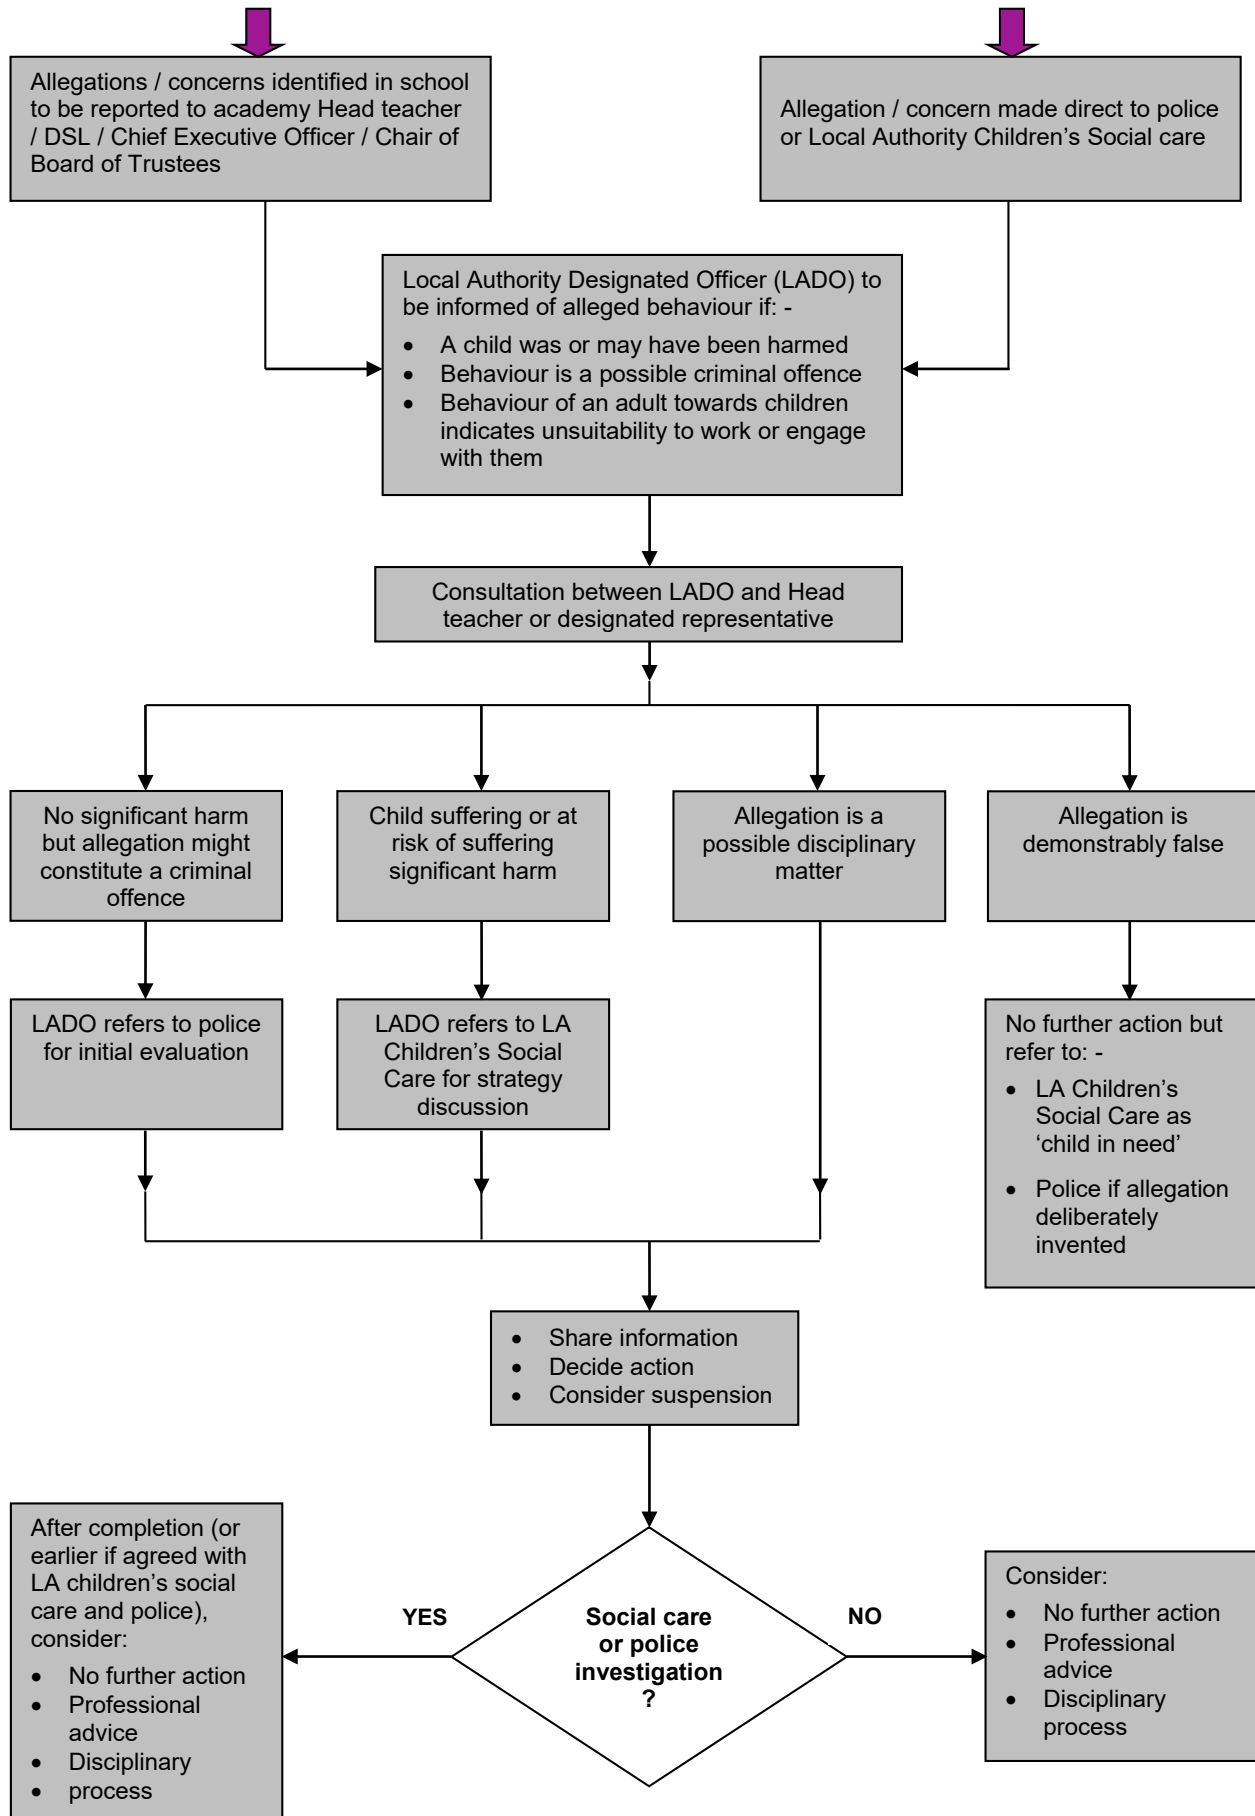 Allegations / concerns identified in school
to be reported to academy Head teacher
/ DSL / Chief Executive Officer / Chair of
Board of Trustees
Allegation / concern made direct to police
or Local Authority Children’s Social care
Local Authority Designated Officer (LADO) to
be informed of alleged behaviour if: -
• A child was or may have been harmed
• Behaviour is a possible criminal offence
• Behaviour of an adult towards children
indicates unsuitability to work or engage
with them
Consultation between LADO and Head
teacher or designated representative
No significant harm
but allegation might
constitute a criminal
offence
Child suffering or at
risk of suffering
significant harm
Allegation is a
possible disciplinary
matter
Allegation is
demonstrably false
LADO refers to police
for initial evaluation
LADO refers to LA
Children’s Social
Care for strategy
discussion
No further action but
refer to: -
• LA Children’s
Social Care as
‘child in need’
• Police if allegation
deliberately
invented
• Share information
• Decide action
• Consider suspension
After completion (or
earlier if agreed with
LA children’s social
care and police),
consider:
• No further action
• Professional
advice
• Disciplinary
• process
YES
Social care
or police
investigation
?
NO
Consider:
• No further action
• Professional
advice
• Disciplinary
process